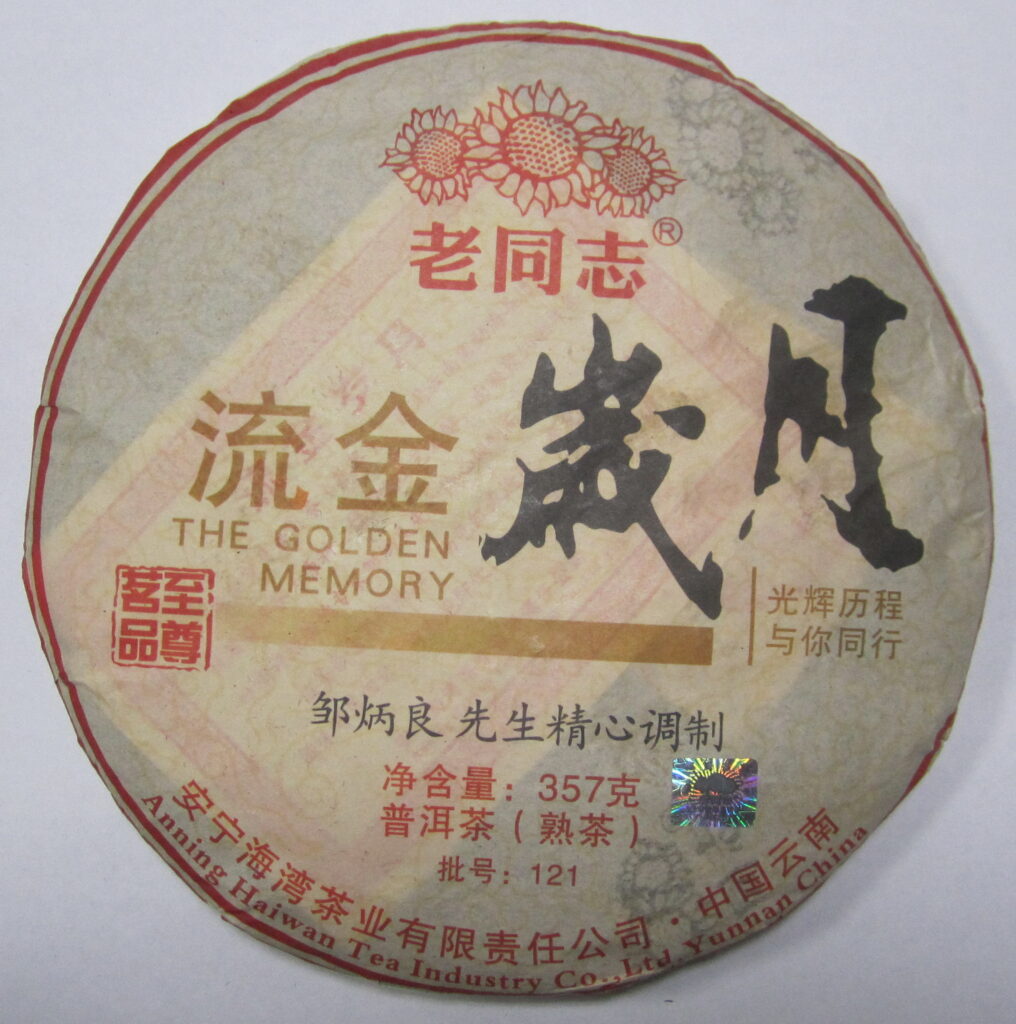 老同志®
流金
歲月
THE GOLDEN
MEMORY
至尊
茗品
光辉历程
与你同行
邹炳良 先生精心调制
净含量：357克
普洱茶（熟茶）
批号：121
安宁海湾茶业有限责任公司·中国云南
Anning Haiwan Tea Industry Co.,Ltd. Yunnan China